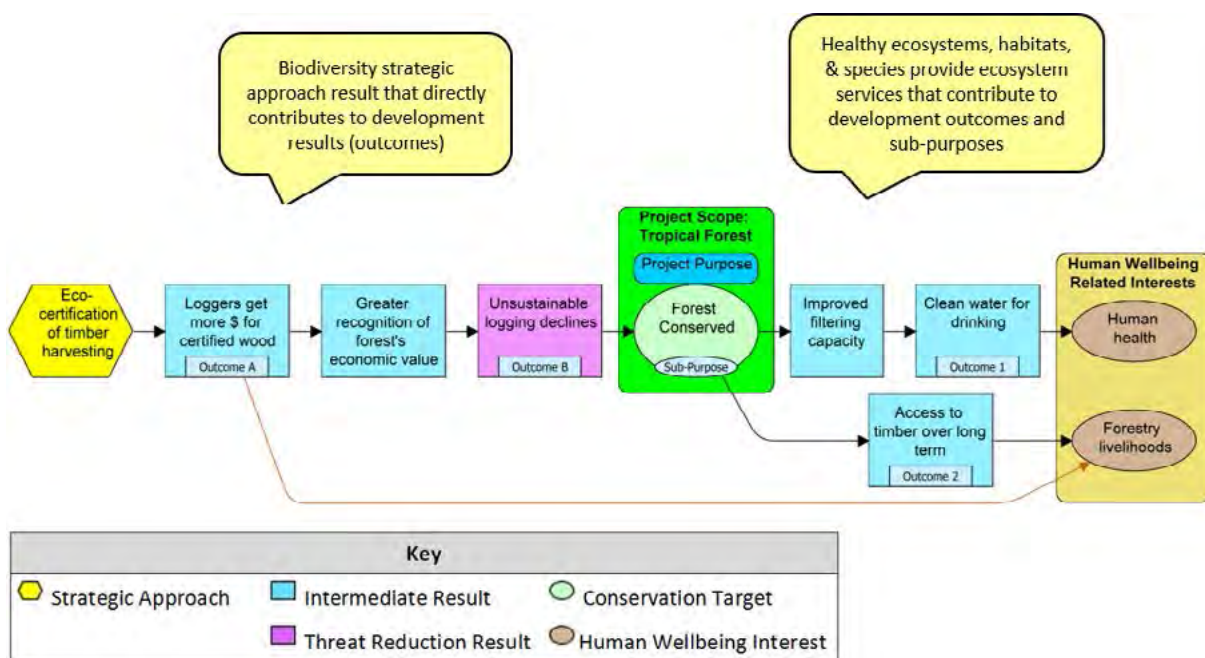 Biodiversity strategic
approach result that directly
contributes to development
results (outcomes)
Healthy ecosystems, habitats,
& species provide ecosystem
services that contribute to
development outcomes and
sub-purposes
Eco-
certification
of timber
harvesting
Loggers get
more $ for
certified wood
Outcome A
Greater
recognition of
forest's
economic value
Unsustainable
logging declines
Outcome B
Project Scope:
Tropical Forest
Project Purpose
Forest
Conserved
Sub-Purpose
Improved
filtering
capacity
Clean water for
drinking
Outcome 1
Access to
timber over long
term
Outcome 2
Human Wellbeing
Related Interests
Human
health
Forestry
livelihoods
Key
Strategic Approach
Intermediate Result
Conservation Target
Threat Reduction Result
Human Wellbeing Interest